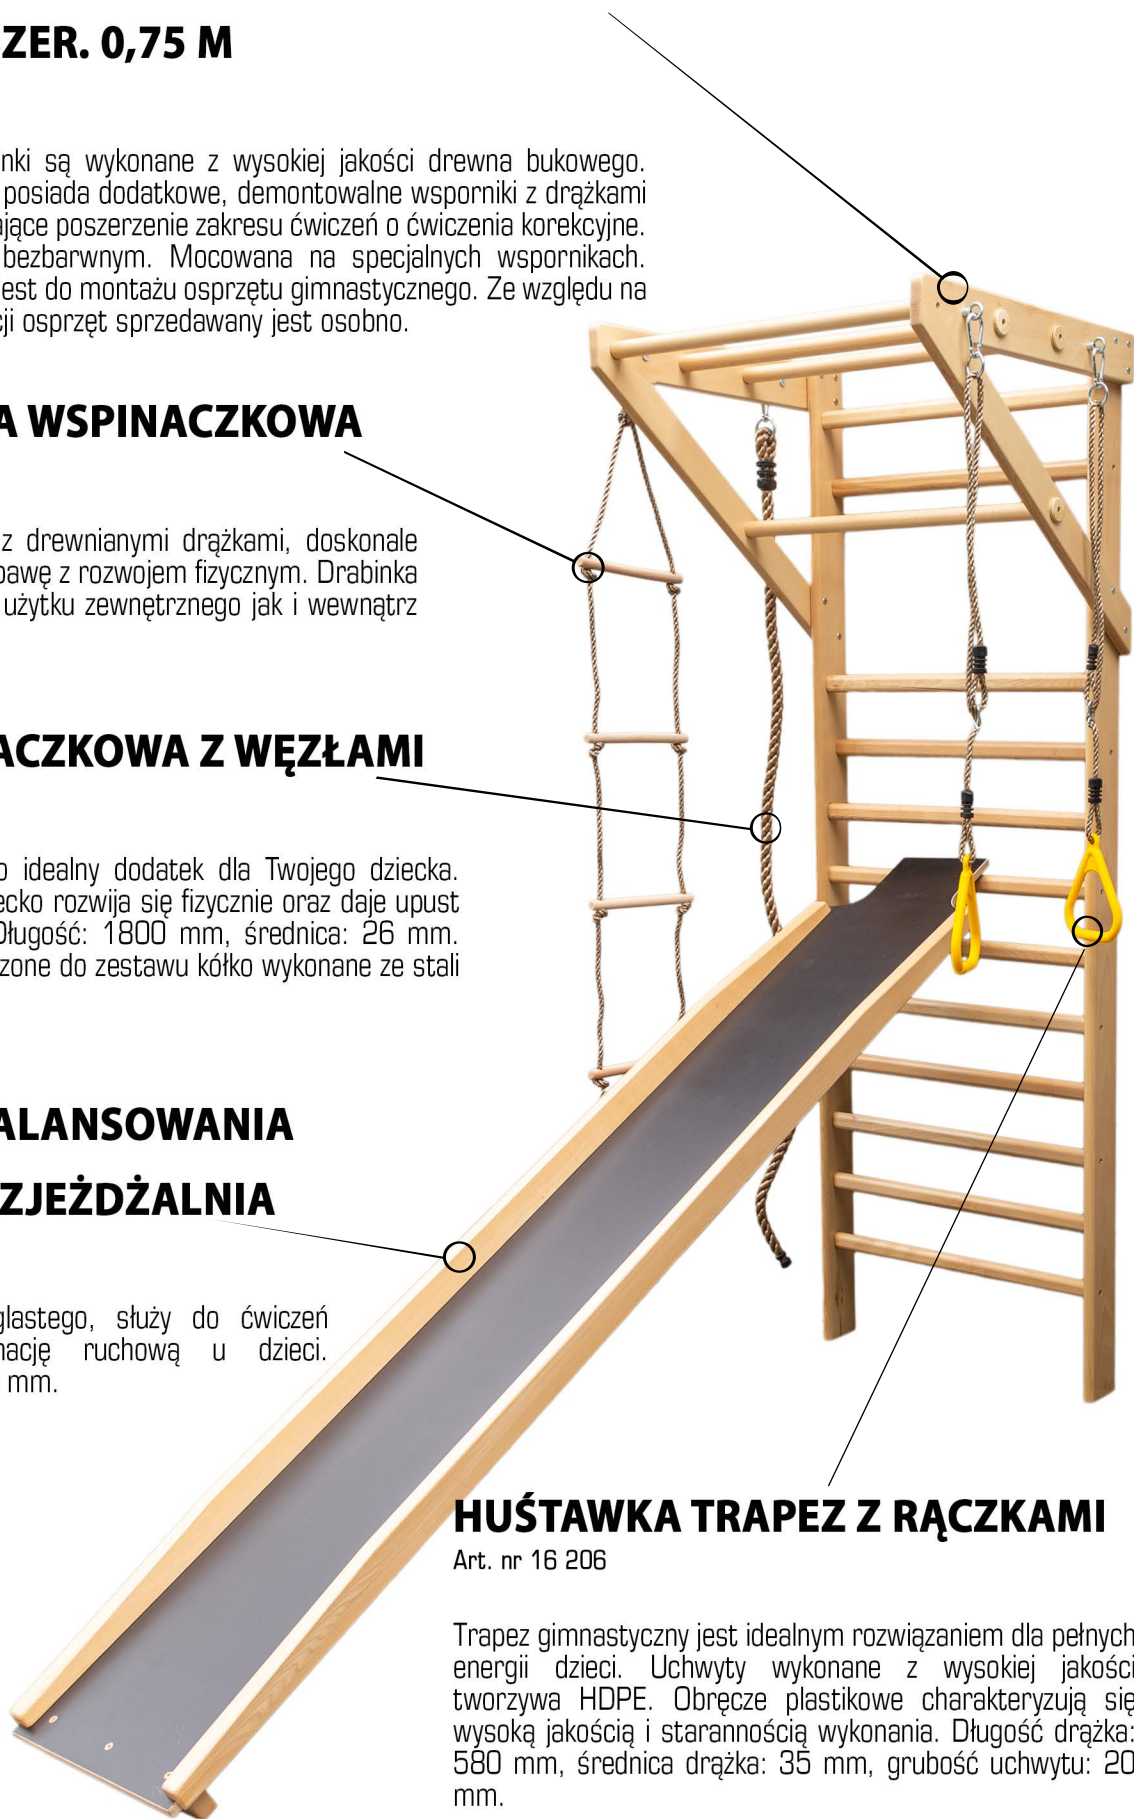 ZER. 0,75 M
nki są wykonane z wysokiej jakości drewna bukowego.
posiada dodatkowe, demontowalne wsporniki z drążkami
ające poszerzenie zakresu ćwiczeń o ćwiczenia korekcyjne.
bezbarwnym. Mocowana na specjalnych wspornikach.
est do montażu osprzętu gimnastycznego. Ze względu na
cji osprzęt sprzedawany jest osobno.
A WSPINACZKOWA
z drewnianymi drążkami, doskonale
bawę z rozwojem fizycznym. Drabinka
użytku zewnętrznego jak i wewnątrz
ACZKOWA Z WĘZŁAMI
o idealny dodatek dla Twojego dziecka.
ecko rozwija się fizycznie oraz daje upust
Długość: 1800 mm, średnica: 26 mm.
zone do zestawu kółko wykonane ze stali
ALANSOWANIA
ZJEŻDŻALNIA
glastego, służy do ćwiczeń
nację ruchową u dzieci.
mm.
HUŚTAWKA TRAPEZ Z RĄCZKAMI
Art. nr 16 206
Trapez gimnastyczny jest idealnym rozwiązaniem dla pełnych
energii dzieci. Uchwyty wykonane z wysokiej jakości
tworzywa HDPE. Obręcze plastikowe charakteryzują się
wysoką jakością i starannością wykonania. Długość drążka:
580 mm, średnica drążka: 35 mm, grubość uchwytu: 20
mm.